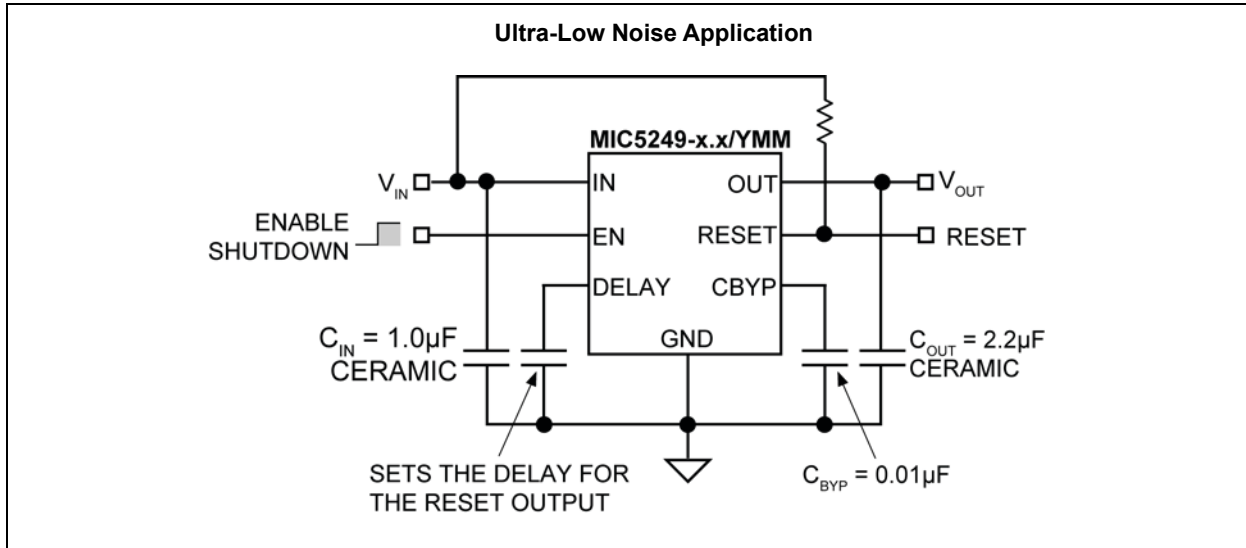 Ultra-Low Noise Application
MIC5249-x.x/YMM
VIN
IN
OUT
VOUT
ENABLE
SHUTDOWN
EN
RESET
RESET
DELAY
CBYP
GND
CIN = 1.0µF
CERAMIC
COUT = 2.2µF
CERAMIC
SETS THE DELAY FOR
THE RESET OUTPUT
CBYP = 0.01µF